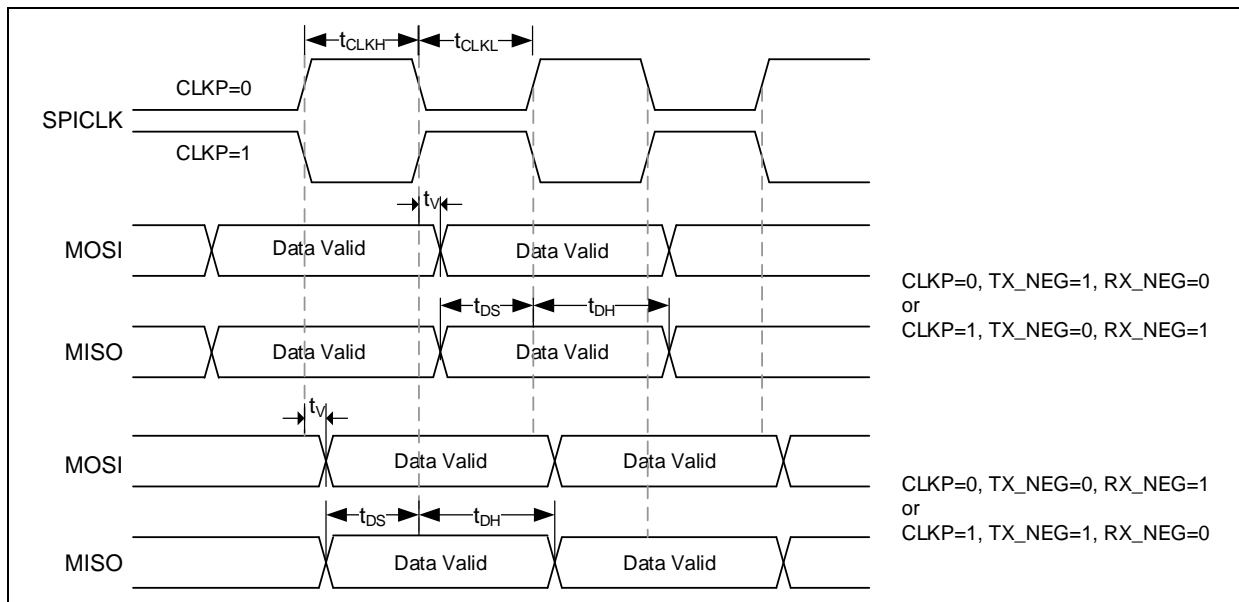 tCLKH tCLKL
CLKP=0
SPICLK
CLKP=1
tV
MOSI Data Valid Data Valid
CLKP=0, TX_NEG=1, RX_NEG=0
or
CLKP=1, TX_NEG=0, RX_NEG=1
tDS tDH
MISO Data Valid Data Valid
tV
MOSI Data Valid Data Valid
CLKP=0, TX_NEG=0, RX_NEG=1
or
CLKP=1, TX_NEG=1, RX_NEG=0
tDS tDH
MISO Data Valid Data Valid